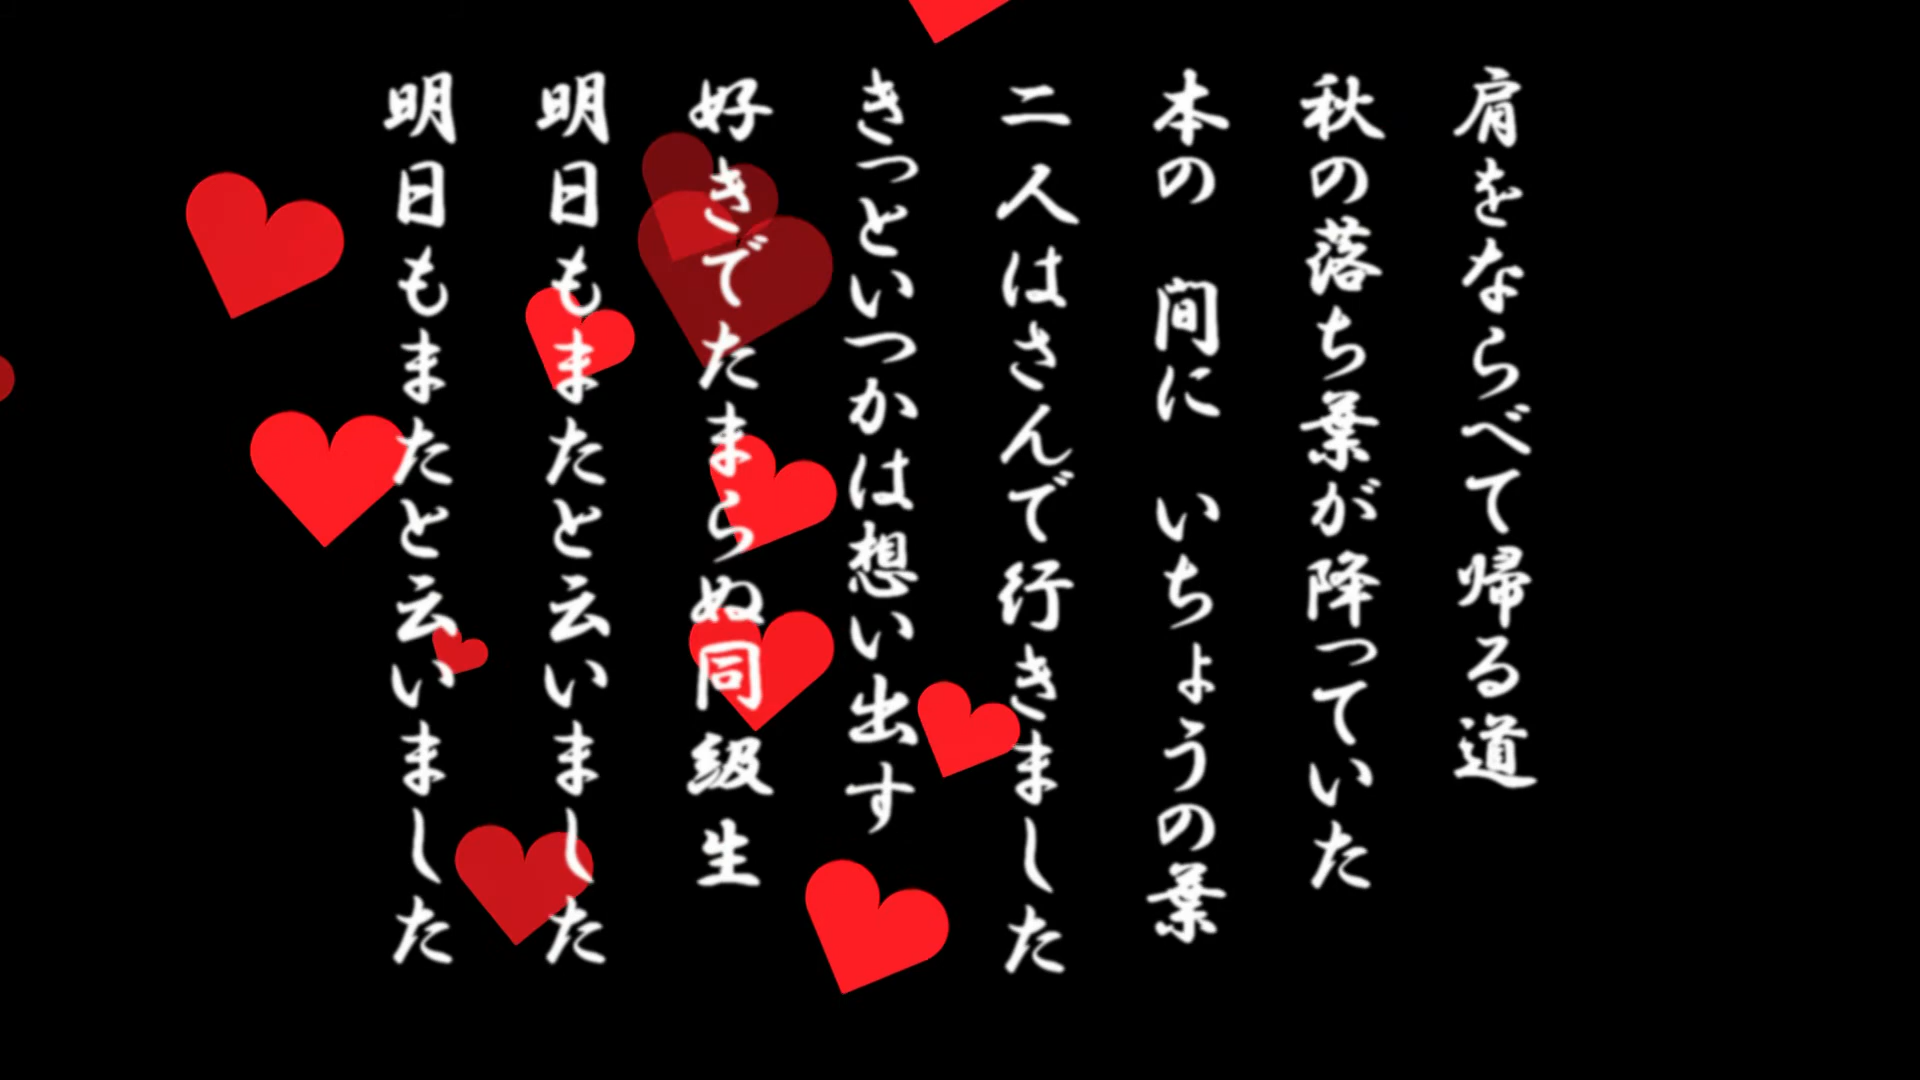 肩をならべて帰る道
秋の落ち葉が降っていた
本の　間に　いちょうの葉
二人はさんで行きました
きっといつかは想い出す
好きでたまらぬ同級生
明日もまたと云いました
明日もまたと云いました